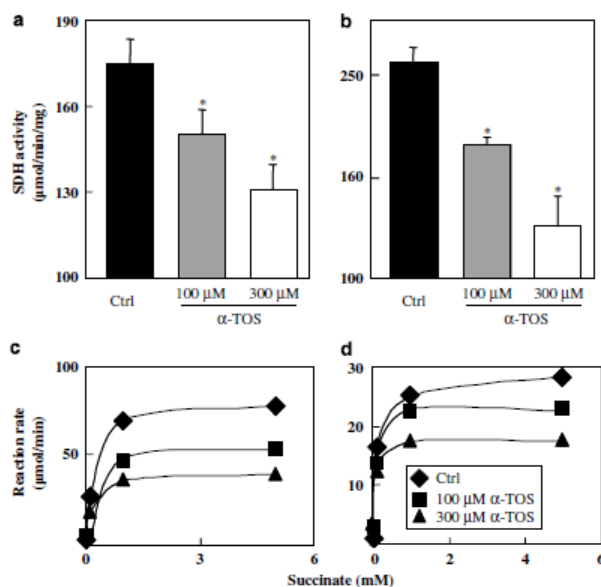 a
b
SDH activity
(μmol/min/mg)
190
160
130
100
*
*
Ctrl
100 μM
300 μM
α-TOS
250
160
100
*
*
Ctrl
100 μM
300 μM
α-TOS
c
d
Reaction rate
(μmol/min)
100
50
0
3
6
30
20
10
0
2
4
6
Ctrl
100 μM α-TOS
300 μM α-TOS
Succinate (mM)